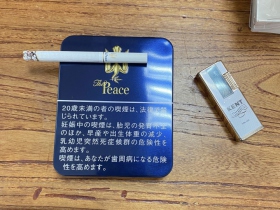 The
Peace
20歳未満の者の喫煙は、法律で禁
じられています。
妊婦中の喫煙は、胎児の発育不全
のほか、早産や出生体重の減少、
乳幼児突然死症候群の危険性を
高めます。
喫煙は、あなたが歯周病になる危険
性を高めます。
KENT